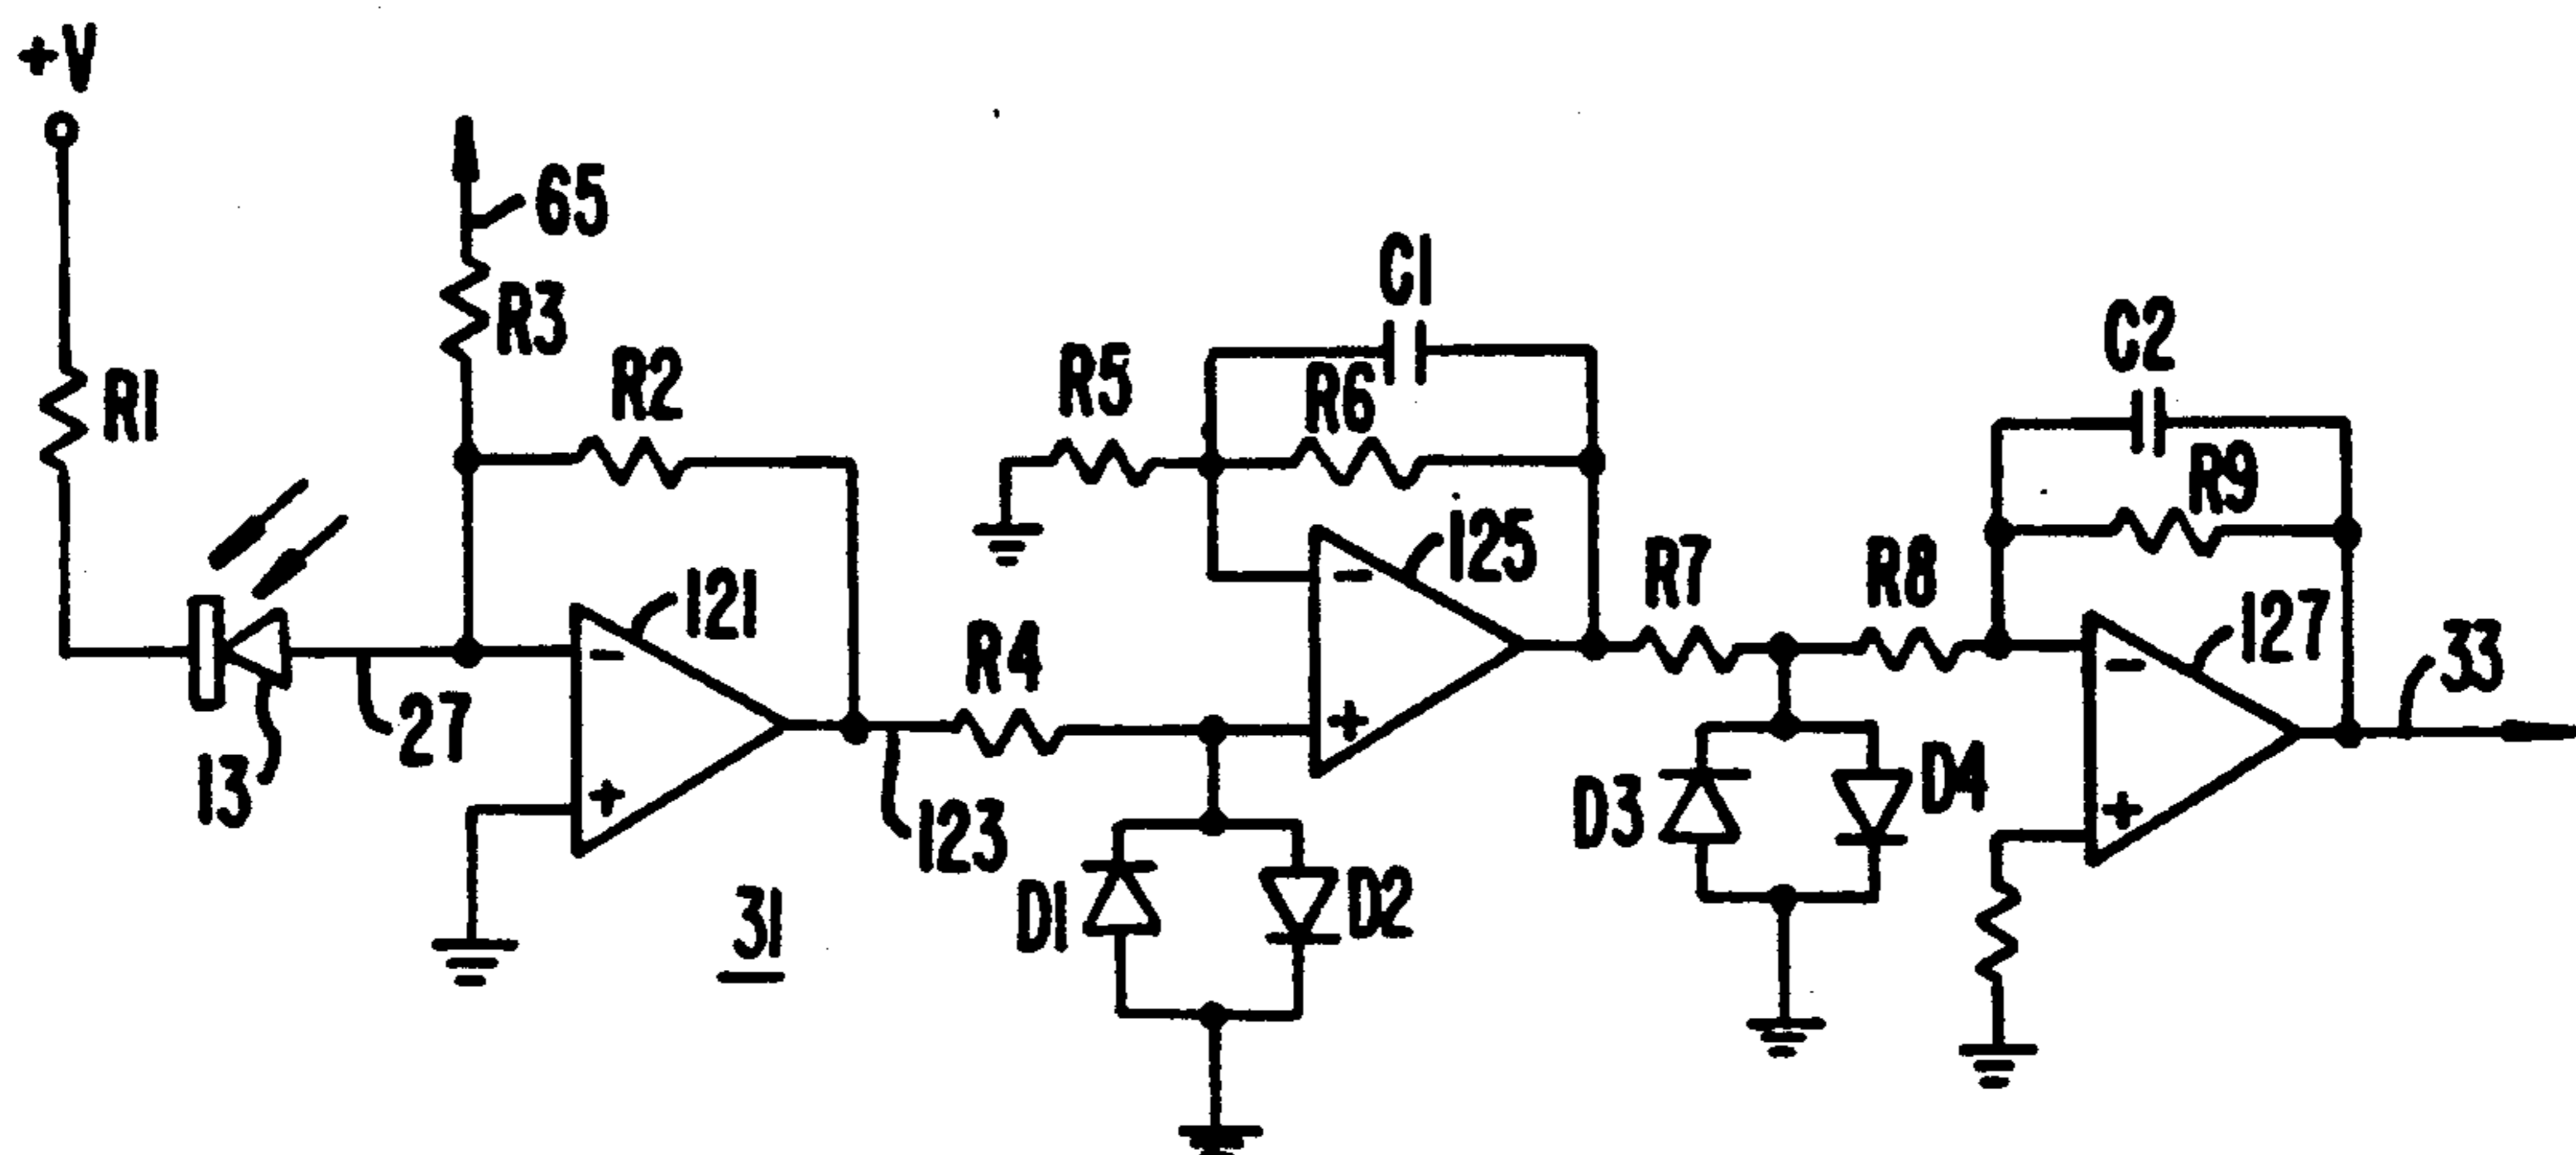 +V
65
R3
C1
C2
R1
R2
R5
R6
R9
121
125
R7
R8
127
33
R4
-
-
-
13
27
+
+
+
123
D3
D4
31
D1
D2